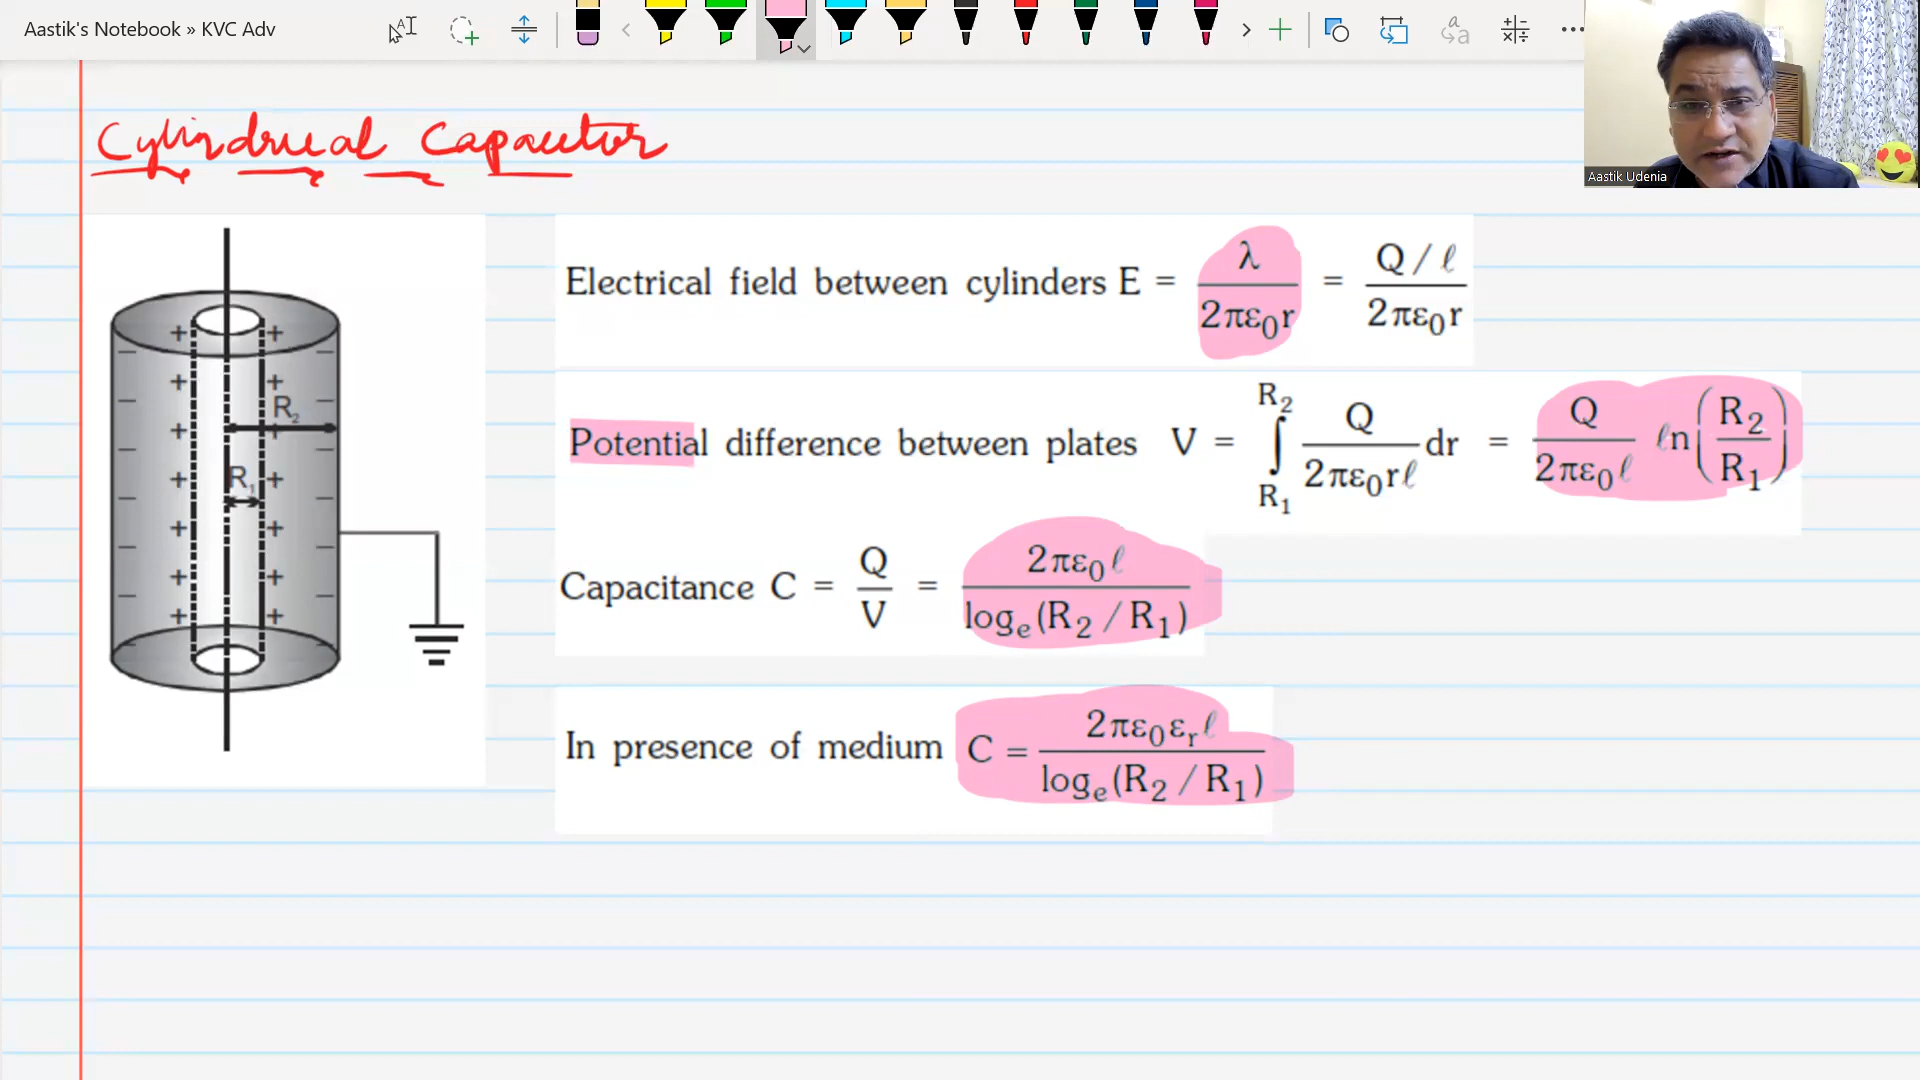 Aastik's Notebook » KVC Adv
Aastik Udenia
Cylindrical Capacitor
Electrical field between cylinders E = λ / 2πε₀r = Q/ℓ / 2πε₀r
Potential difference between plates V = ∫ R₁ R₂ Q / 2πε₀rℓ dr = Q / 2πε₀ℓ ℓn(R₂ / R₁)
Capacitance C = Q / V = 2πε₀ℓ / logₑ(R₂ / R₁)
In presence of medium C = 2πε₀εᵣℓ / logₑ(R₂ / R₁)
R₂
R₁